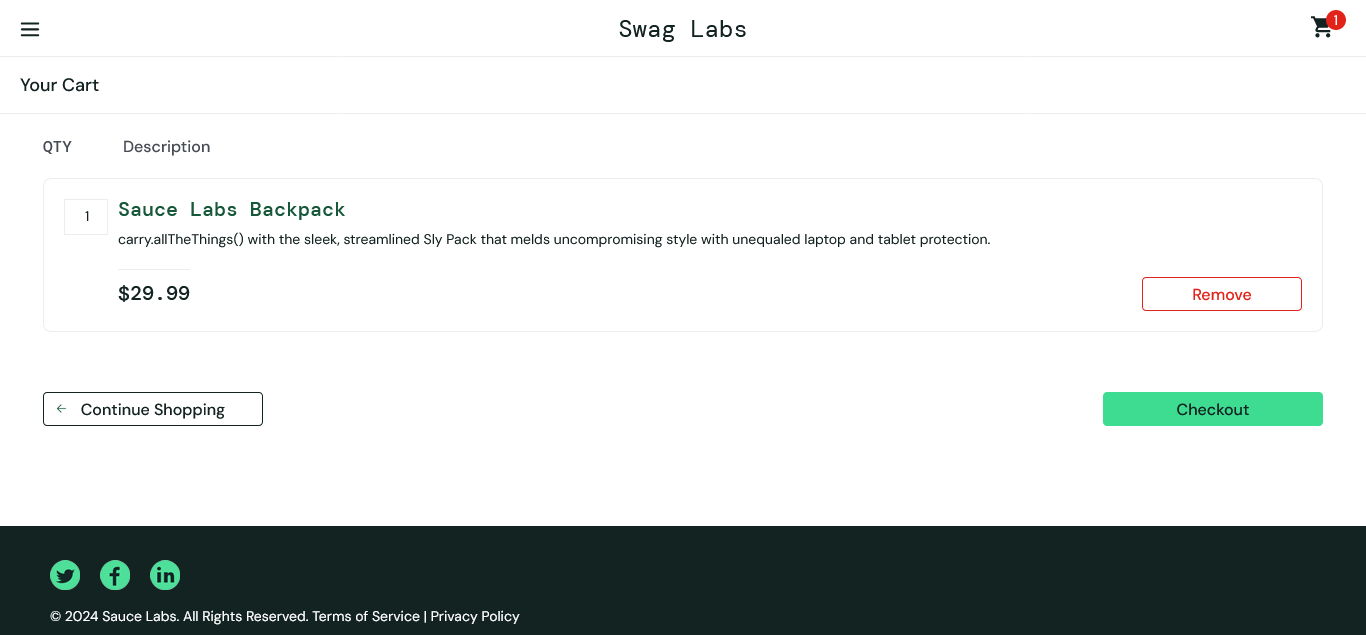 Swag Labs
1
Your Cart
QTY Description
1
Sauce Labs Backpack
carry.allTheThings() with the sleek, streamlined Sly Pack that melds uncompromising style with unequaled laptop and tablet protection.
$29.99
Remove
Continue Shopping
Checkout
© 2024 Sauce Labs. All Rights Reserved. Terms of Service | Privacy Policy